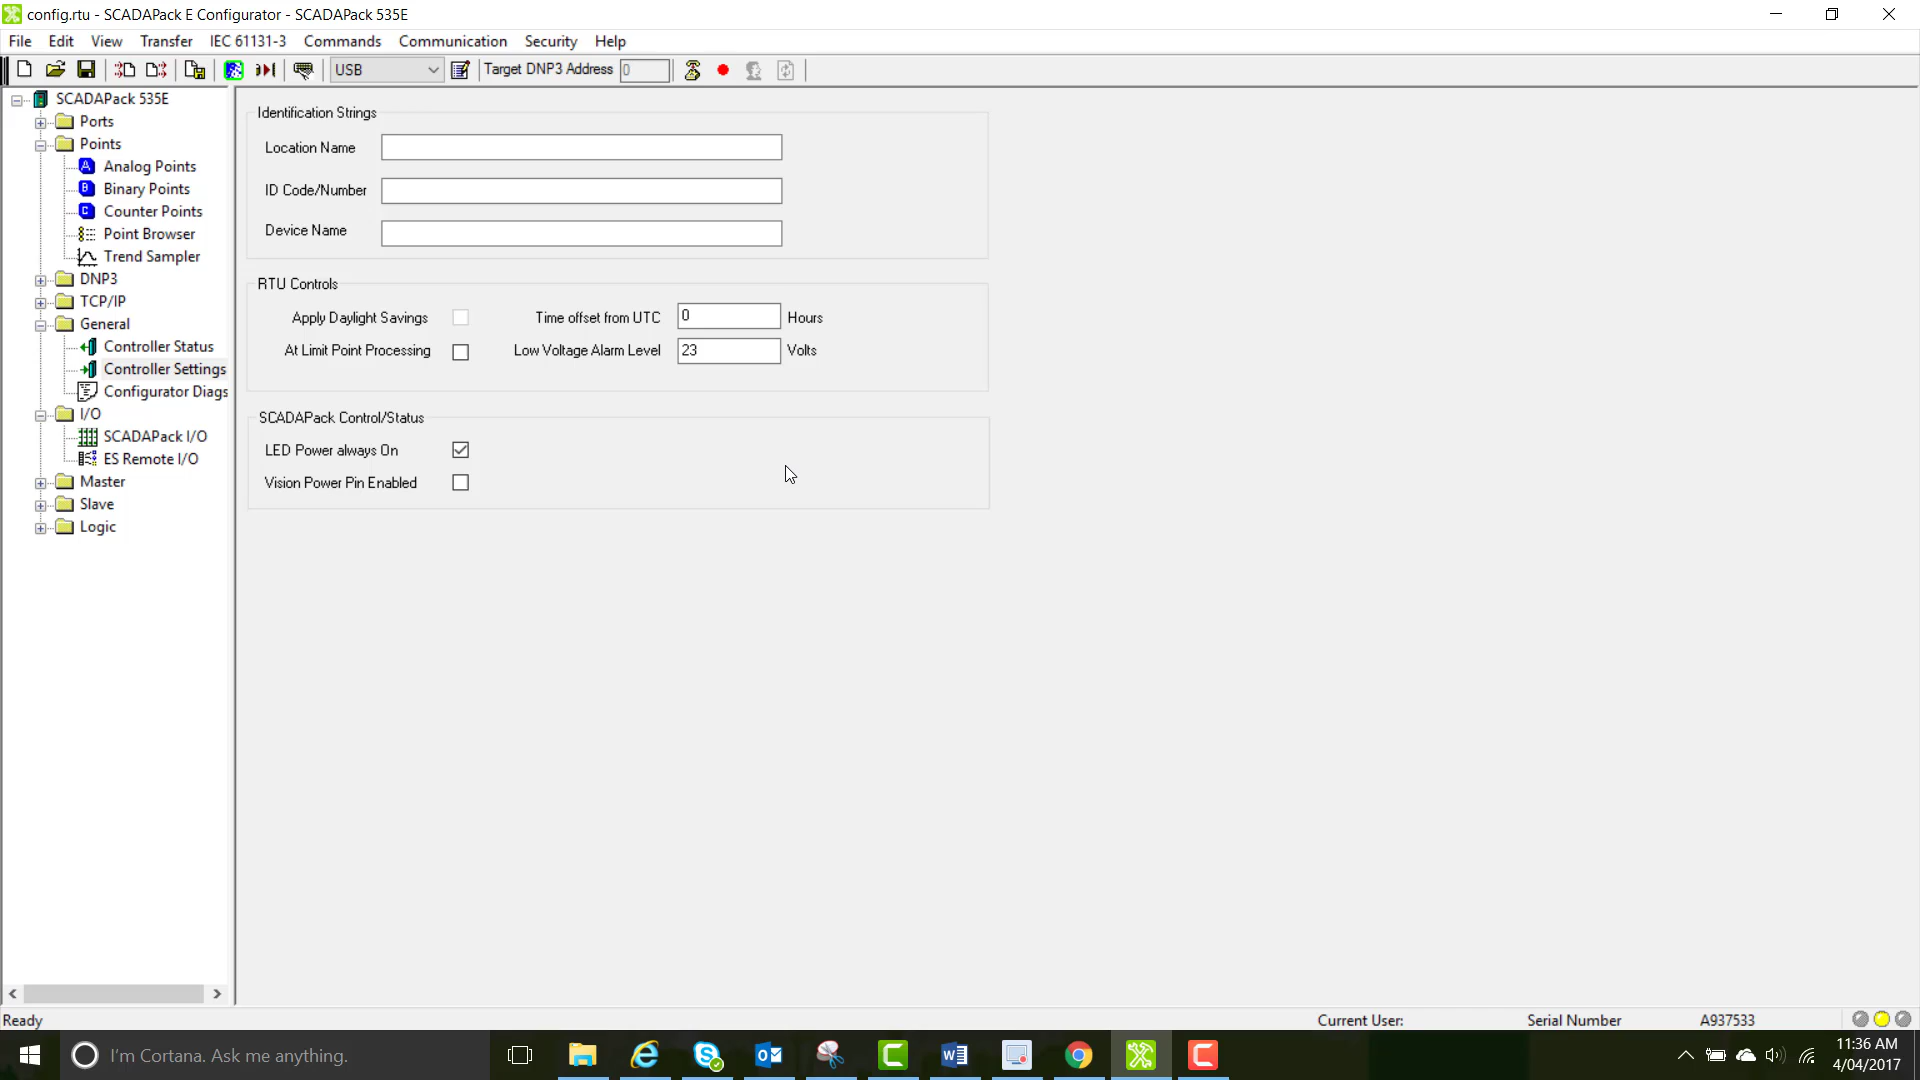 config.rtu - SCADAPack E Configurator - SCADAPack 535E
File Edit View Transfer IEC 61131-3 Commands Communication Security Help
USB Target DNP3 Address 0
SCADAPack 535E
Ports
Points
Analog Points
Binary Points
Counter Points
Point Browser
Trend Sampler
DNP3
TCP/IP
General
Controller Status
Controller Settings
Configurator Diags
I/O
SCADAPack I/O
ES Remote I/O
Master
Slave
Logic
Identification Strings
Location Name
ID Code/Number
Device Name
RTU Controls
Apply Daylight Savings Time offset from UTC 0 Hours
At Limit Point Processing Low Voltage Alarm Level 23 Volts
SCADAPack Control/Status
LED Power always On
Vision Power Pin Enabled
Ready Current User: Serial Number A937533
I'm Cortana. Ask me anything.
11:36 AM
4/04/2017